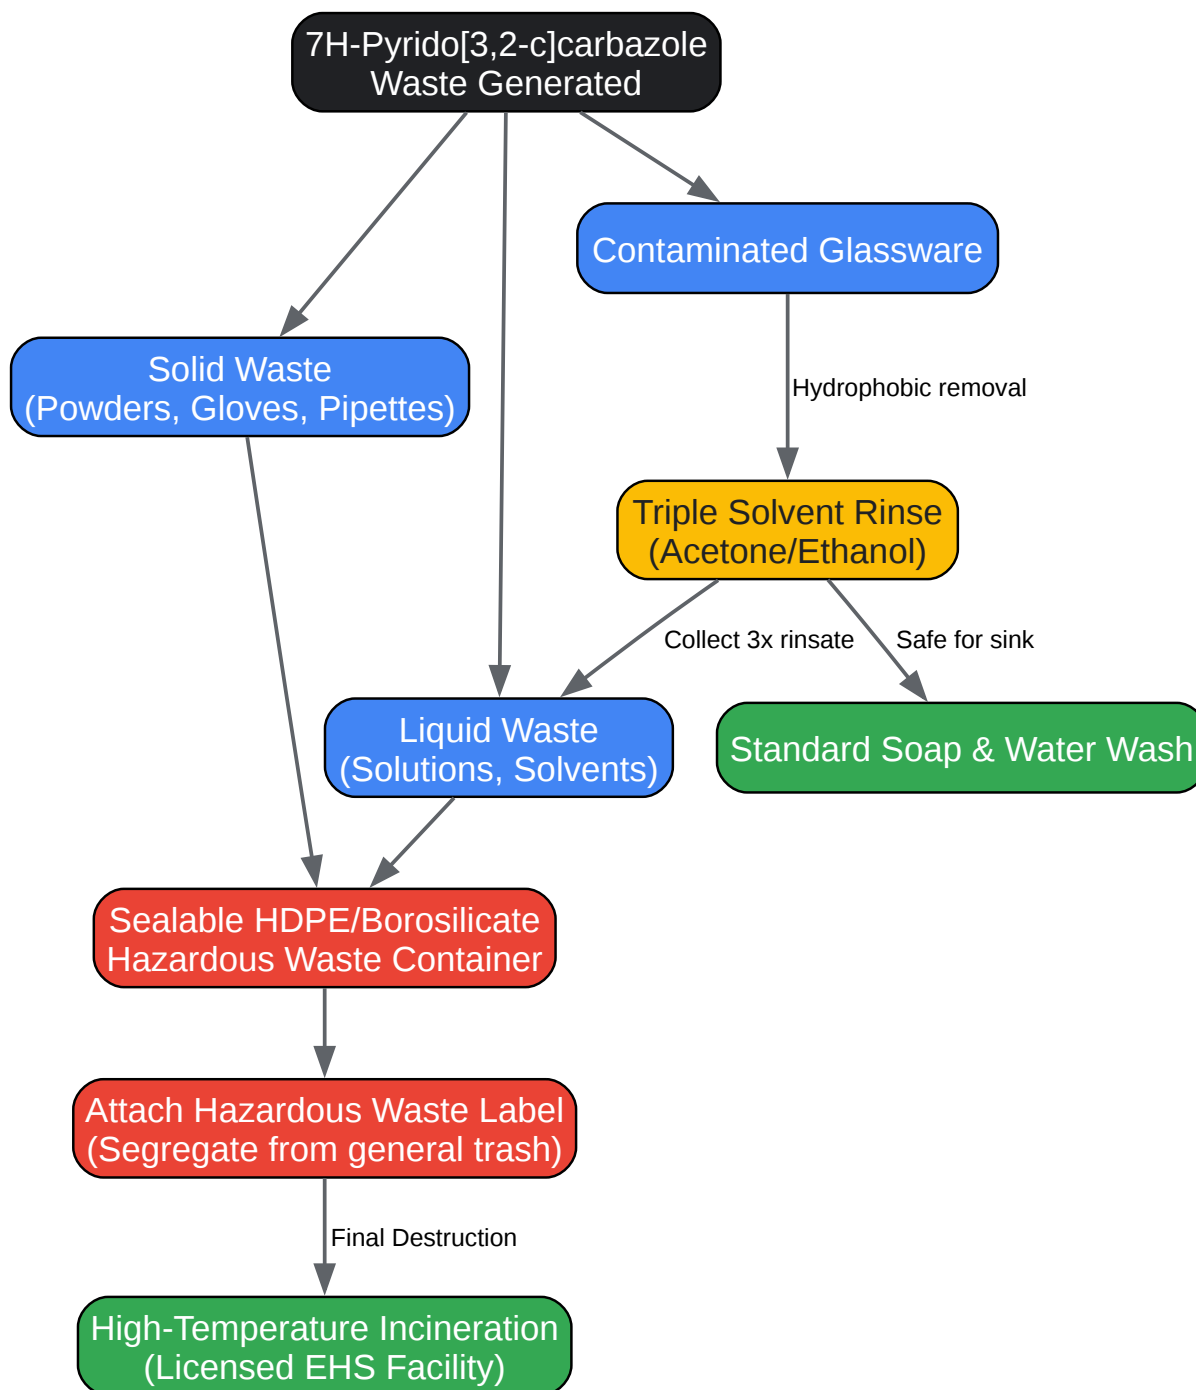 7H-Pyrido[3,2-c]carbazole
Waste Generated
Contaminated Glassware
Solid Waste
(Powders, Gloves, Pipettes)
Hydrophobic removal
Triple Solvent Rinse
(Acetone/Ethanol)
Collect 3x rinsate
Safe for sink
Liquid Waste
(Solutions, Solvents)
Standard Soap & Water Wash
Sealable HDPE/Borosilicate
Hazardous Waste Container
Attach Hazardous Waste Label
(Segregate from general trash)
Final Destruction
High-Temperature Incineration
(Licensed EHS Facility)